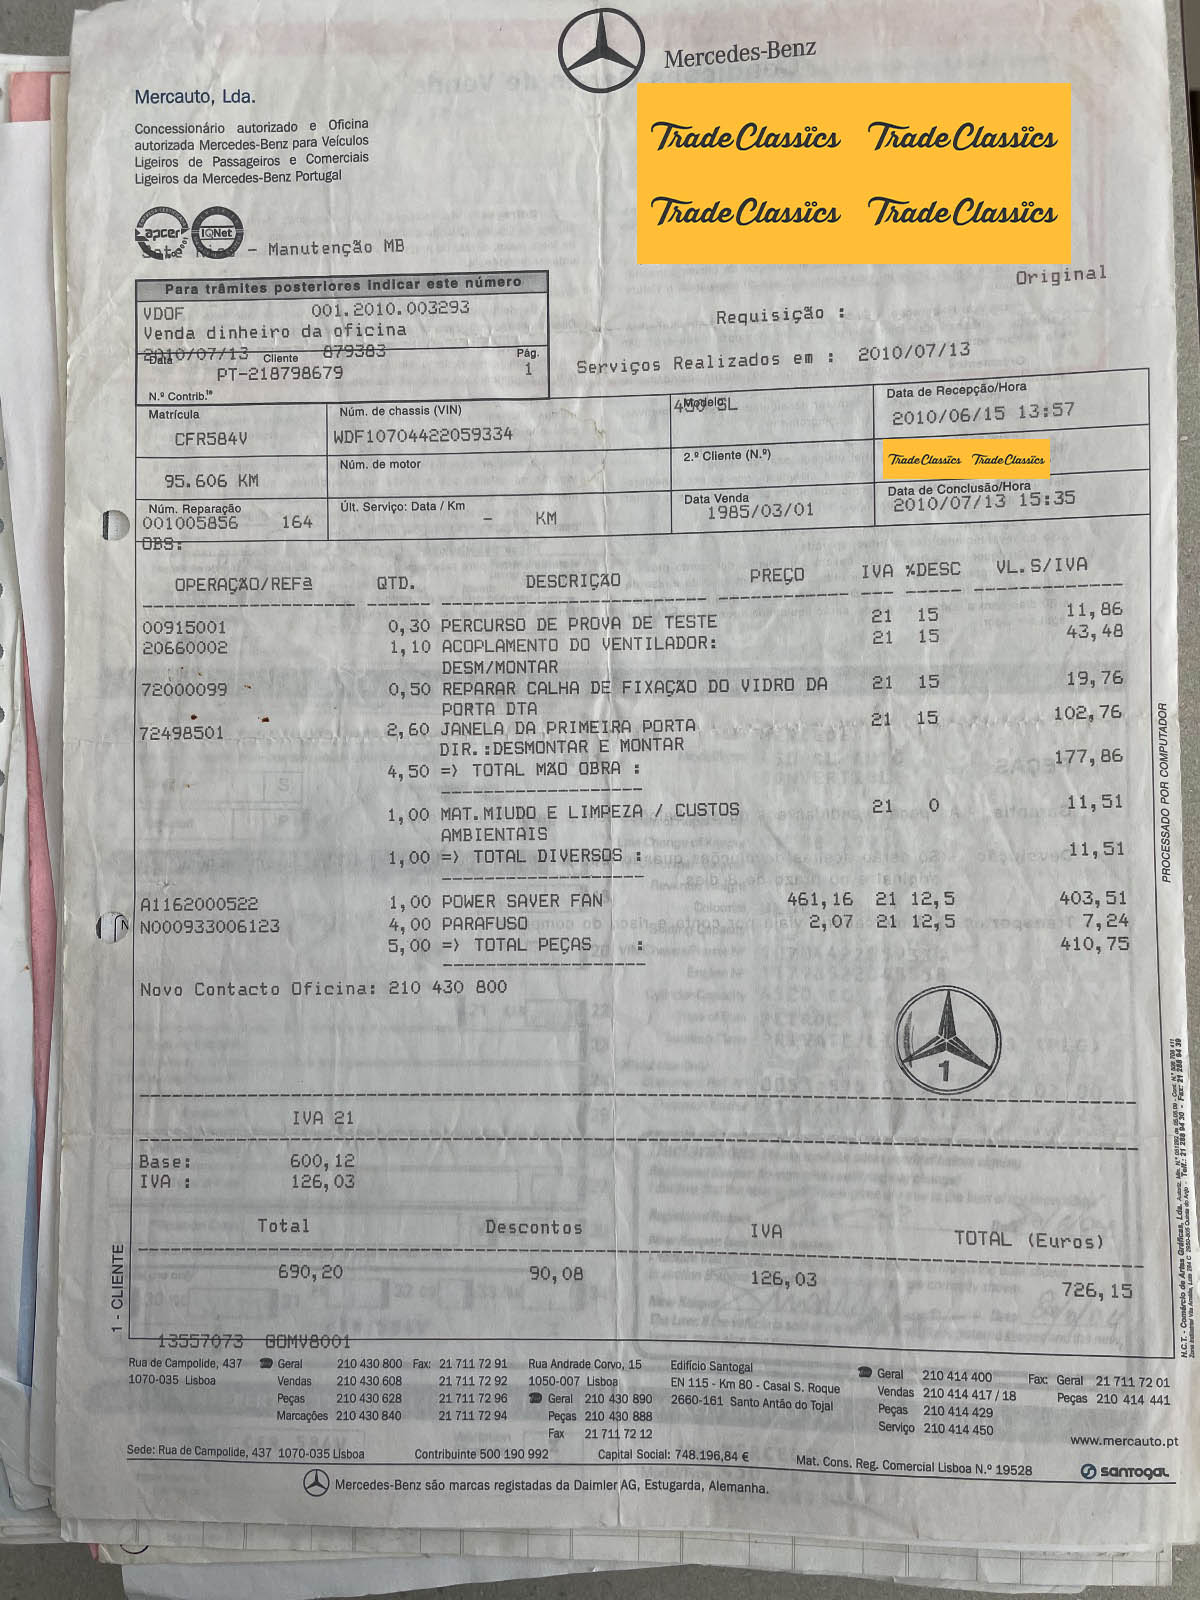 Mercedes-Benz
Mercauto, Lda.
Concessionário autorizado e Oficina
autorizada Mercedes-Benz para Veículos
Ligeiros de Passageiros e Comerciais
Ligeiros da Mercedes-Benz Portugal
TradeClassics TradeClassics
TradeClassics TradeClassics
apcer IQNet
- Manutenção MB
Original
Para trâmites posteriores indicar este número
VDOF 001.2010.003293
Venda dinheiro da oficina
2010/07/13 879383
Data Cliente Pág.
PT-218798679 1
N.º Contrib.te
Requisição :
Serviços Realizados em : 2010/07/13
Matrícula Núm. de chassis (VIN) Modelo Data de Recepção/Hora
CFR584V WDF10704422059334 450 SL 2010/06/15 13:57
Núm. de motor 2.º Cliente (N.º)
95.606 KM TradeClassics TradeClassics
Núm. Reparação Últ. Serviço: Data / Km Data Venda Data de Conclusão/Hora
001005856 164 - KM 1985/03/01 2010/07/13 15:35
OBS:
OPERAÇÃO/REFª QTD. DESCRIÇÃO PREÇO IVA %DESC VL. S/IVA
00915001 0,30 PERCURSO DE PROVA DE TESTE 21 15 11,86
20660002 1,10 ACOPLAMENTO DO VENTILADOR: 21 15 43,48
DESM/MONTAR
72000099 0,50 REPARAR CALHA DE FIXAÇÃO DO VIDRO DA 21 15 19,76
PORTA DTA
72498501 2,60 JANELA DA PRIMEIRA PORTA 21 15 102,76
DIR.:DESMONTAR E MONTAR
4,50 => TOTAL MÃO OBRA : 177,86
1,00 MAT.MIUDO E LIMPEZA / CUSTOS 21 0 11,51
AMBIENTAIS
1,00 => TOTAL DIVERSOS : 11,51
A1162000522 1,00 POWER SAVER FAN 461,16 21 12,5 403,51
N000933006123 4,00 PARAFUSO 2,07 21 12,5 7,24
5,00 => TOTAL PEÇAS : 410,75
Novo Contacto Oficina: 210 430 800
1
IVA 21
Base: 600,12
IVA : 126,03
Total Descontos IVA TOTAL (Euros)
690,20 90,08 126,03 726,15
1 - CLIENTE
PROCESSADO POR COMPUTADOR
13557073 GOMV8001
Rua de Campolide, 437 Geral 210 430 800 Fax: 21 711 72 91 Rua Andrade Corvo, 15 Edifício Santogal Geral 210 414 400 Fax: Geral 21 711 72 01
1070-035 Lisboa Vendas 210 430 608 21 711 72 92 1050-007 Lisboa EN 115 - Km 80 - Casal S. Roque Vendas 210 414 417 / 18 Peças 21 711 414 441
Peças 210 430 628 21 711 72 96 Geral 210 430 890 2660-161 Santo Antão do Tojal Peças 210 414 429
Marcações 210 430 840 21 711 72 94 Peças 210 430 888 Serviço 210 414 450
Fax 21 711 72 12
www.mercauto.pt
Sede: Rua de Campolide, 437 1070-035 Lisboa Contribuinte 500 190 992 Capital Social: 748.196,84 € Mat. Cons. Reg. Comercial Lisboa N.º 19528 santogal
Mercedes-Benz são marcas registadas da Daimler AG, Estugarda, Alemanha.